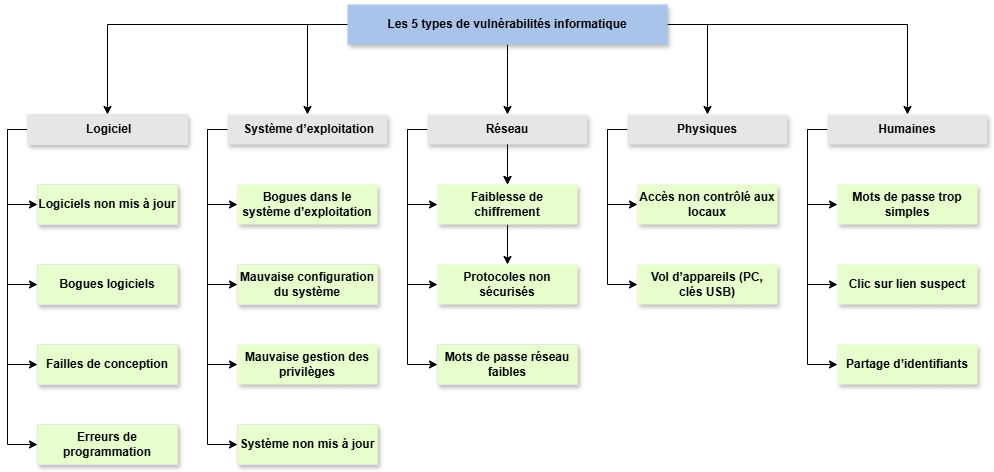 Les 5 types de vulnérabilités informatique
Logiciel
Logiciels non mis à jour
Bogues logiciels
Failles de conception
Erreurs de
programmation
Système d'exploitation
Bogues dans le
système d'exploitation
Mauvaise configuration
du système
Mauvaise gestion des
privilèges
Système non mis à jour
Réseau
Faiblesse de
chiffrement
Protocoles non
sécurisés
Mots de passe réseau
faibles
Physiques
Accès non contrôlé aux
locaux
Vol d'appareils (PC,
clés USB)
Humaines
Mots de passe trop
simples
Clic sur lien suspect
Partage d'identifiants